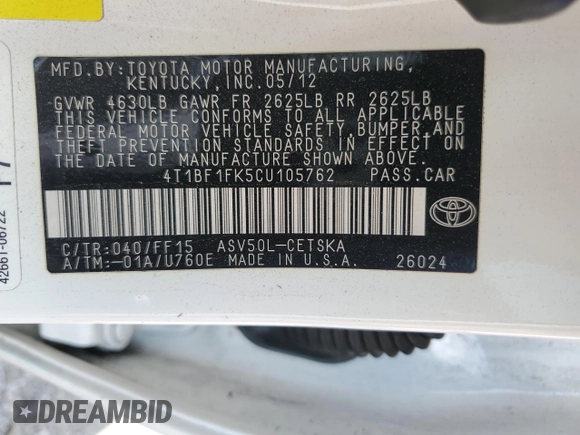 MFD.BY:TOYOTA MOTOR MANUFACTURING,
KENTUCKY, INC. 05/12
GVWR 4630LB GAWR FR 2625LB RR 2625LB
THIS VEHICLE CONFORMS TO ALL APPLICABLE
FEDERAL MOTOR VEHICLE SAFETY, BUMPER, AND
THEFT PREVENTION STANDARDS IN EFFECT ON THE
DATE OF MANUFACTURE SHOWN ABOVE.
4T1BF1FK5CU105762 PASS.CAR
C/TR:040/FF15 ASV50L-CETSKA
A/TM:-01A/U760E MADE IN U.S.A. 26024
42661-06722
DREAMBID